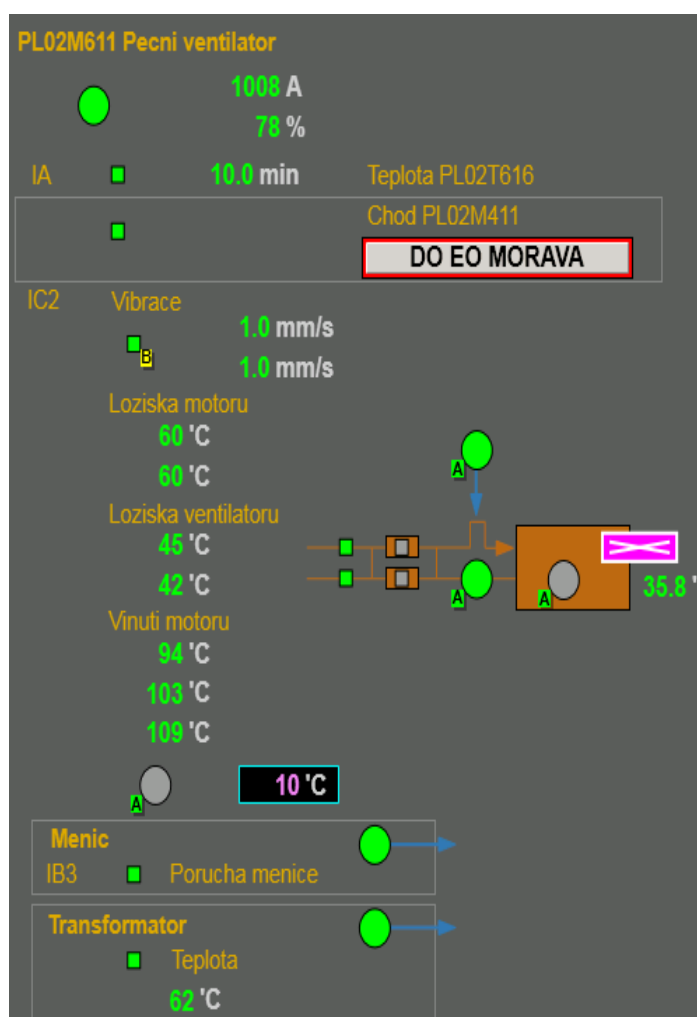 PL02M611 Pecni ventilator
1008 A
78 %
IA 10.0 min Teplota PL02T616
Chod PL02M411
DO EO MORAVA
IC2 Vibrace
1.0 mm/s
B
1.0 mm/s
Loziska motoru
60 'C
A
60 'C
Loziska ventilatoru
45 'C
42 'C
A A 35.8 '
Vinuti motoru
94 'C
103 'C
109 'C
A 10 'C
Menic
IB3 Porucha menice
Transformator
Teplota
62 'C